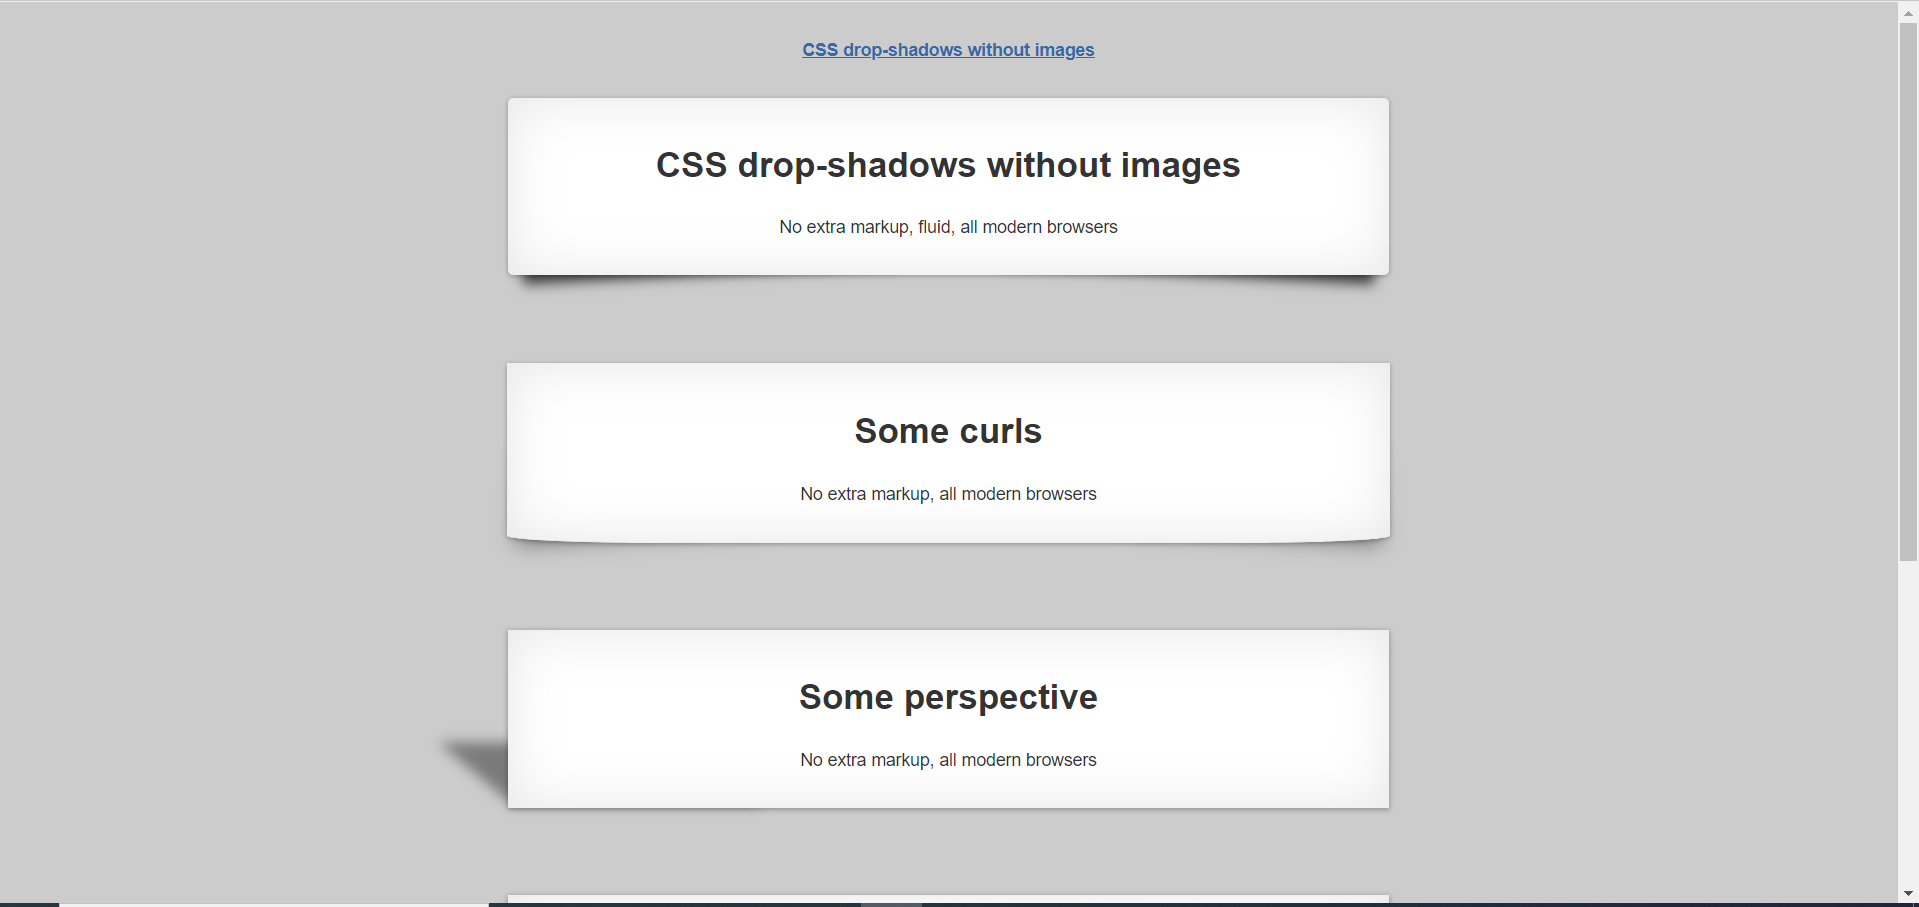 CSS drop-shadows without images
CSS drop-shadows without images
No extra markup, fluid, all modern browsers
Some curls
No extra markup, all modern browsers
Some perspective
No extra markup, all modern browsers